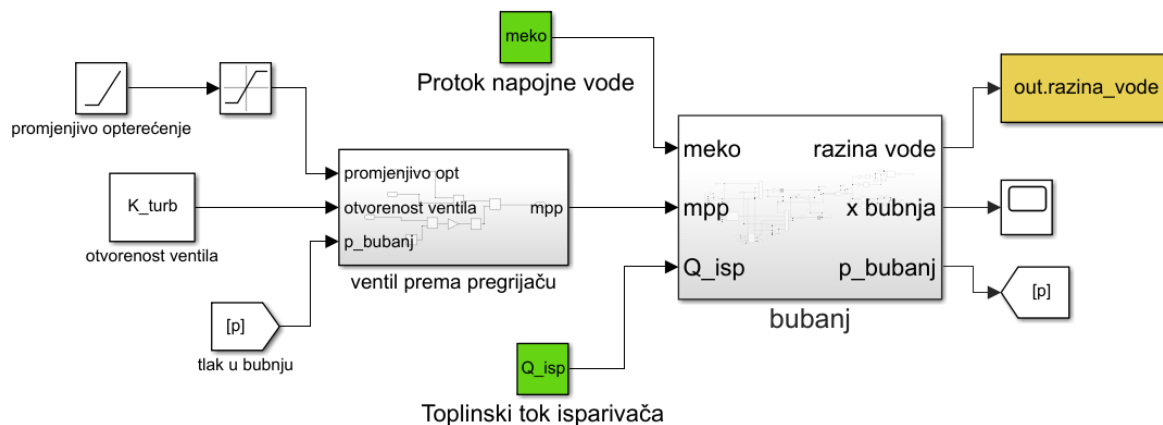 meko
Protok napojne vode
promjenjivo opterećenje
K_turb
otvorenost ventila
[p]
tlak u bubnju
promjenjivo opt
otvorenost ventila
p_bubanj
mpp
ventil prema pregrijaču
Q_isp
Toplinski tok isparivača
meko
mpp
Q_isp
razina vode
x bubnja
p_bubanj
bubanj
out.razina_vode
[p]